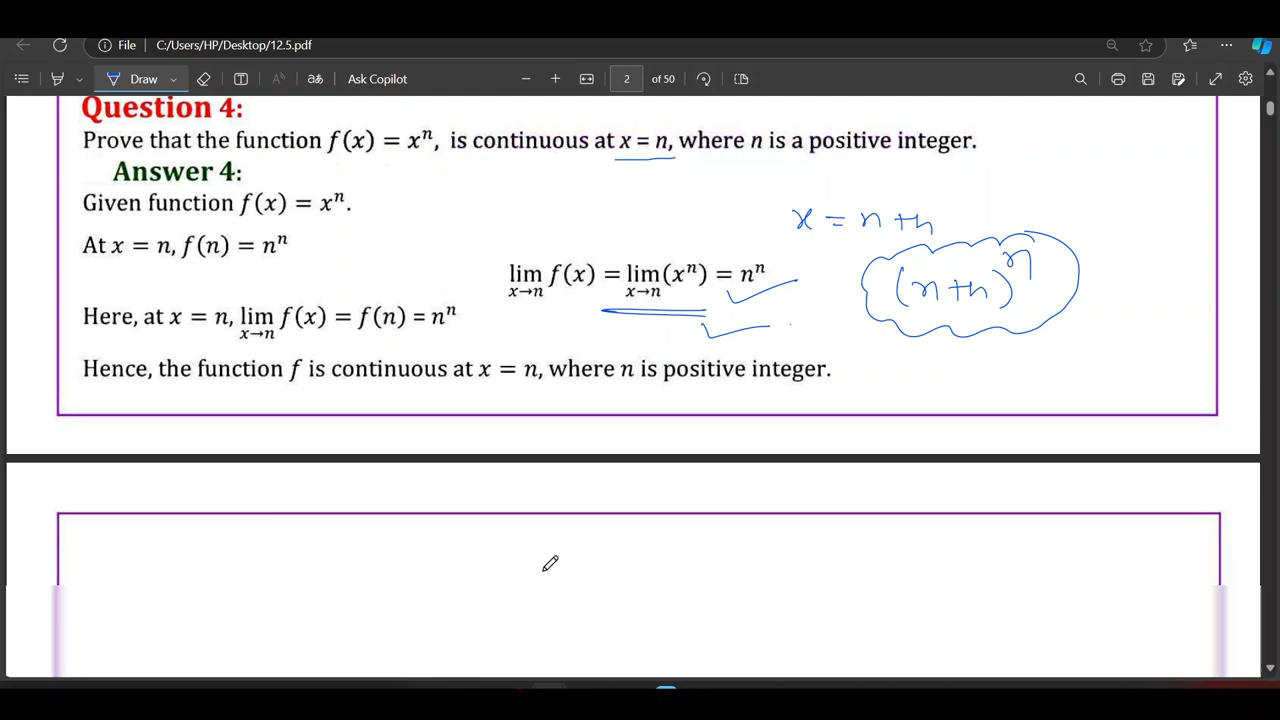 File C:/Users/HP/Desktop/12.5.pdf
Draw Ask Copilot 2 of 50
Question 4:
Prove that the function f(x) = xⁿ, is continuous at x = n, where n is a positive integer.
Answer 4:
Given function f(x) = xⁿ.
x = n + h
At x = n, f(n) = nⁿ
lim x→n f(x) = lim x→n (xⁿ) = nⁿ
(n + h)ⁿ
Here, at x = n, lim x→n f(x) = f(n) = nⁿ
Hence, the function f is continuous at x = n, where n is positive integer.